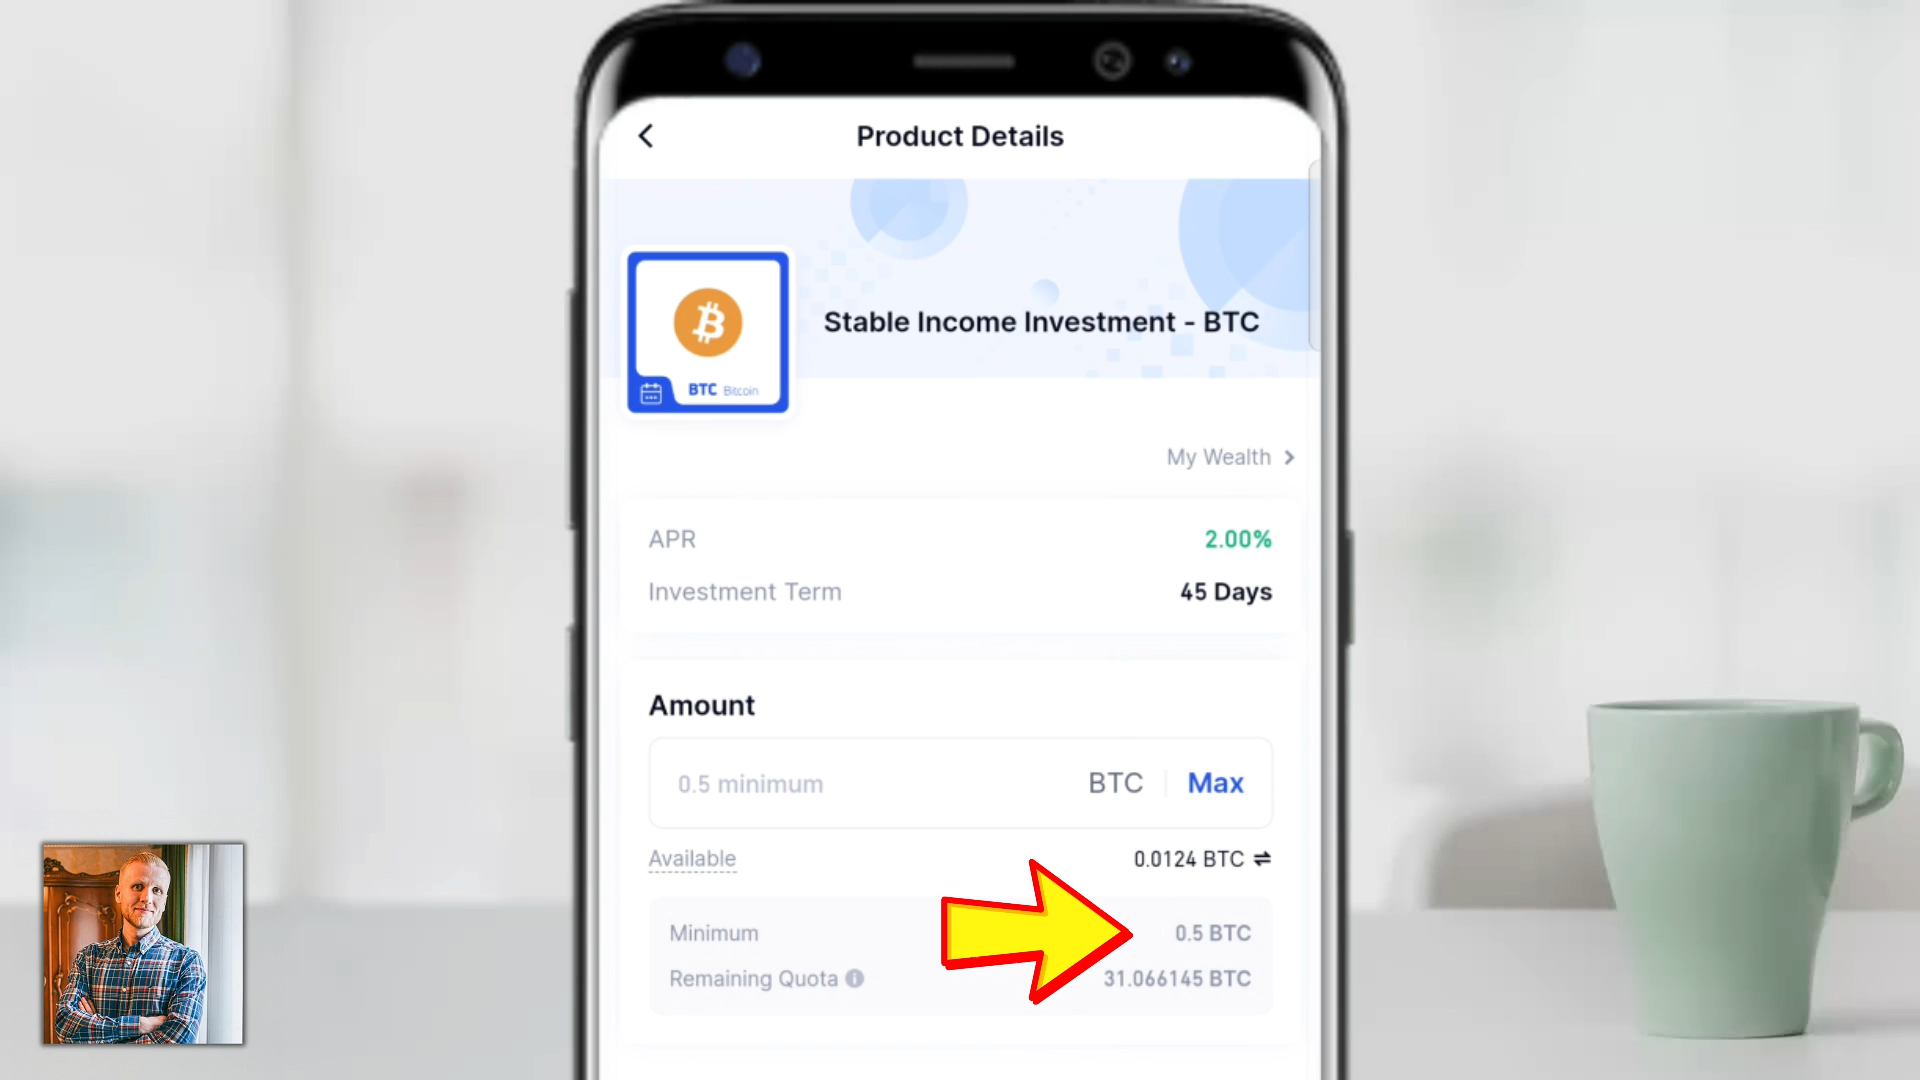 Product Details
Stable Income Investment - BTC
BTC Bitcoin
My Wealth
APR 2.00%
Investment Term 45 Days
Amount
0.5 minimum BTC Max
Available 0.0124 BTC
Minimum 0.5 BTC
Remaining Quota 31.066145 BTC